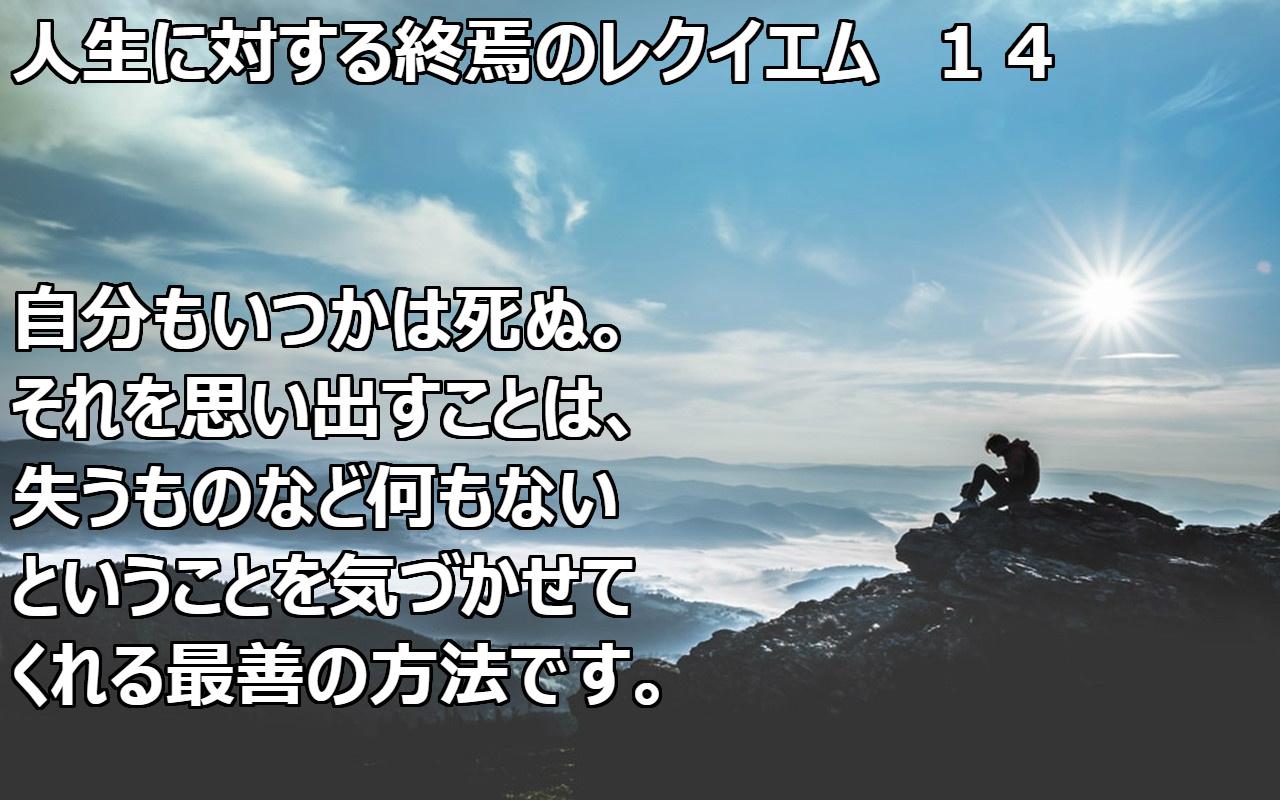 人生に対する終焉のレクイエム　１４
自分もいつかは死ぬ。
それを思い出すことは、
失うものなど何もない
ということを気づかせて
くれる最善の方法です。